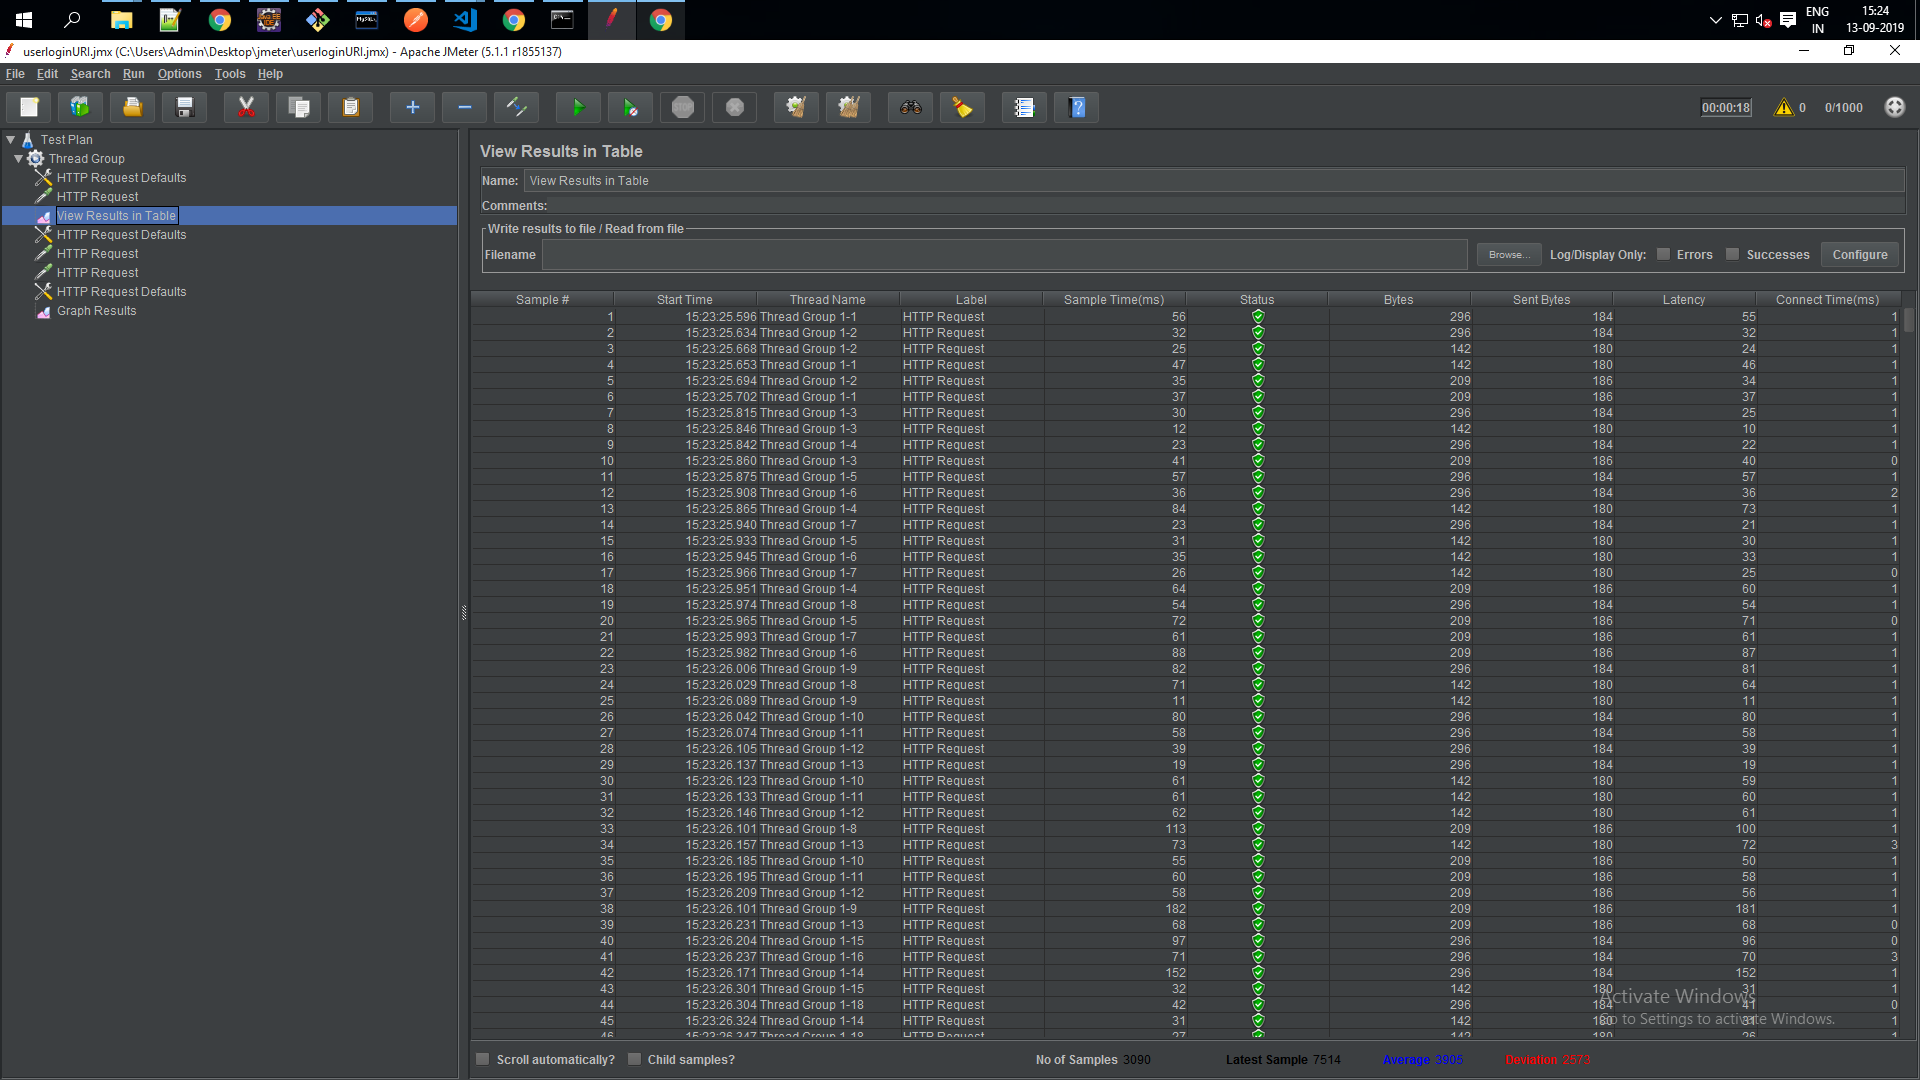 ENG
IN
15:24
13-09-2019
userloginURI.jmx (C:\Users\Admin\Desktop\jmeter\userloginURI.jmx) - Apache JMeter (5.1.1 r1855137)
File Edit Search Run Options Tools Help
STOP
00:00:18 0 0/1000
Test Plan
Thread Group
HTTP Request Defaults
HTTP Request
View Results in Table
HTTP Request Defaults
HTTP Request
HTTP Request
HTTP Request Defaults
Graph Results
View Results in Table
Name: View Results in Table
Comments:
Write results to file / Read from file
Filename Browse... Log/Display Only: Errors Successes Configure
Sample # Start Time Thread Name Label Sample Time(ms) Status Bytes Sent Bytes Latency Connect Time(ms)
1 15:23:25.596 Thread Group 1-1 HTTP Request 56 296 184 55 1
2 15:23:25.634 Thread Group 1-2 HTTP Request 32 296 184 32 1
3 15:23:25.668 Thread Group 1-2 HTTP Request 25 142 180 24 1
4 15:23:25.653 Thread Group 1-1 HTTP Request 47 142 180 46 1
5 15:23:25.694 Thread Group 1-2 HTTP Request 35 209 186 34 1
6 15:23:25.702 Thread Group 1-1 HTTP Request 37 209 186 37 1
7 15:23:25.815 Thread Group 1-3 HTTP Request 30 296 184 25 1
8 15:23:25.846 Thread Group 1-3 HTTP Request 12 142 180 10 1
9 15:23:25.842 Thread Group 1-4 HTTP Request 23 296 184 22 1
10 15:23:25.860 Thread Group 1-3 HTTP Request 41 209 186 40 0
11 15:23:25.875 Thread Group 1-5 HTTP Request 57 296 184 57 1
12 15:23:25.908 Thread Group 1-6 HTTP Request 36 296 184 36 2
13 15:23:25.865 Thread Group 1-4 HTTP Request 84 142 180 73 1
14 15:23:25.940 Thread Group 1-7 HTTP Request 23 296 184 21 1
15 15:23:25.933 Thread Group 1-5 HTTP Request 31 142 180 30 1
16 15:23:25.945 Thread Group 1-6 HTTP Request 35 142 180 33 1
17 15:23:25.966 Thread Group 1-7 HTTP Request 26 142 180 25 0
18 15:23:25.951 Thread Group 1-4 HTTP Request 64 209 186 60 1
19 15:23:25.974 Thread Group 1-8 HTTP Request 54 296 184 54 1
20 15:23:25.965 Thread Group 1-5 HTTP Request 72 209 186 71 0
21 15:23:25.993 Thread Group 1-7 HTTP Request 61 209 186 61 1
22 15:23:25.982 Thread Group 1-6 HTTP Request 88 209 186 87 1
23 15:23:26.006 Thread Group 1-9 HTTP Request 82 296 184 81 1
24 15:23:26.029 Thread Group 1-8 HTTP Request 71 142 180 64 1
25 15:23:26.089 Thread Group 1-9 HTTP Request 11 142 180 11 1
26 15:23:26.042 Thread Group 1-10 HTTP Request 80 296 184 80 1
27 15:23:26.074 Thread Group 1-11 HTTP Request 58 296 184 58 1
28 15:23:26.105 Thread Group 1-12 HTTP Request 39 296 184 39 1
29 15:23:26.137 Thread Group 1-13 HTTP Request 19 296 184 19 1
30 15:23:26.123 Thread Group 1-10 HTTP Request 61 142 180 59 1
31 15:23:26.133 Thread Group 1-11 HTTP Request 61 142 180 60 1
32 15:23:26.146 Thread Group 1-12 HTTP Request 62 142 180 61 1
33 15:23:26.101 Thread Group 1-8 HTTP Request 113 209 186 100 1
34 15:23:26.157 Thread Group 1-13 HTTP Request 73 142 180 72 3
35 15:23:26.185 Thread Group 1-10 HTTP Request 55 209 186 50 1
36 15:23:26.195 Thread Group 1-11 HTTP Request 60 209 186 58 1
37 15:23:26.209 Thread Group 1-12 HTTP Request 58 209 186 56 1
38 15:23:26.101 Thread Group 1-9 HTTP Request 182 209 186 181 1
39 15:23:26.231 Thread Group 1-13 HTTP Request 68 209 186 68 0
40 15:23:26.204 Thread Group 1-15 HTTP Request 97 296 184 96 0
41 15:23:26.237 Thread Group 1-16 HTTP Request 71 296 184 70 3
42 15:23:26.171 Thread Group 1-14 HTTP Request 152 296 184 152 1
43 15:23:26.301 Thread Group 1-15 HTTP Request 32 142 180 31 1
44 15:23:26.304 Thread Group 1-18 HTTP Request 42 296 184 41 0
45 15:23:26.324 Thread Group 1-14 HTTP Request 31 142 180 31 1
46 15:23:26.347 Thread Group 1-18 HTTP Request 27 142 180 26 1
Activate Windows
Go to Settings to activate Windows.
Scroll automatically? Child samples? No of Samples 3090 Latest Sample 7514 Average 3905 Deviation 2573